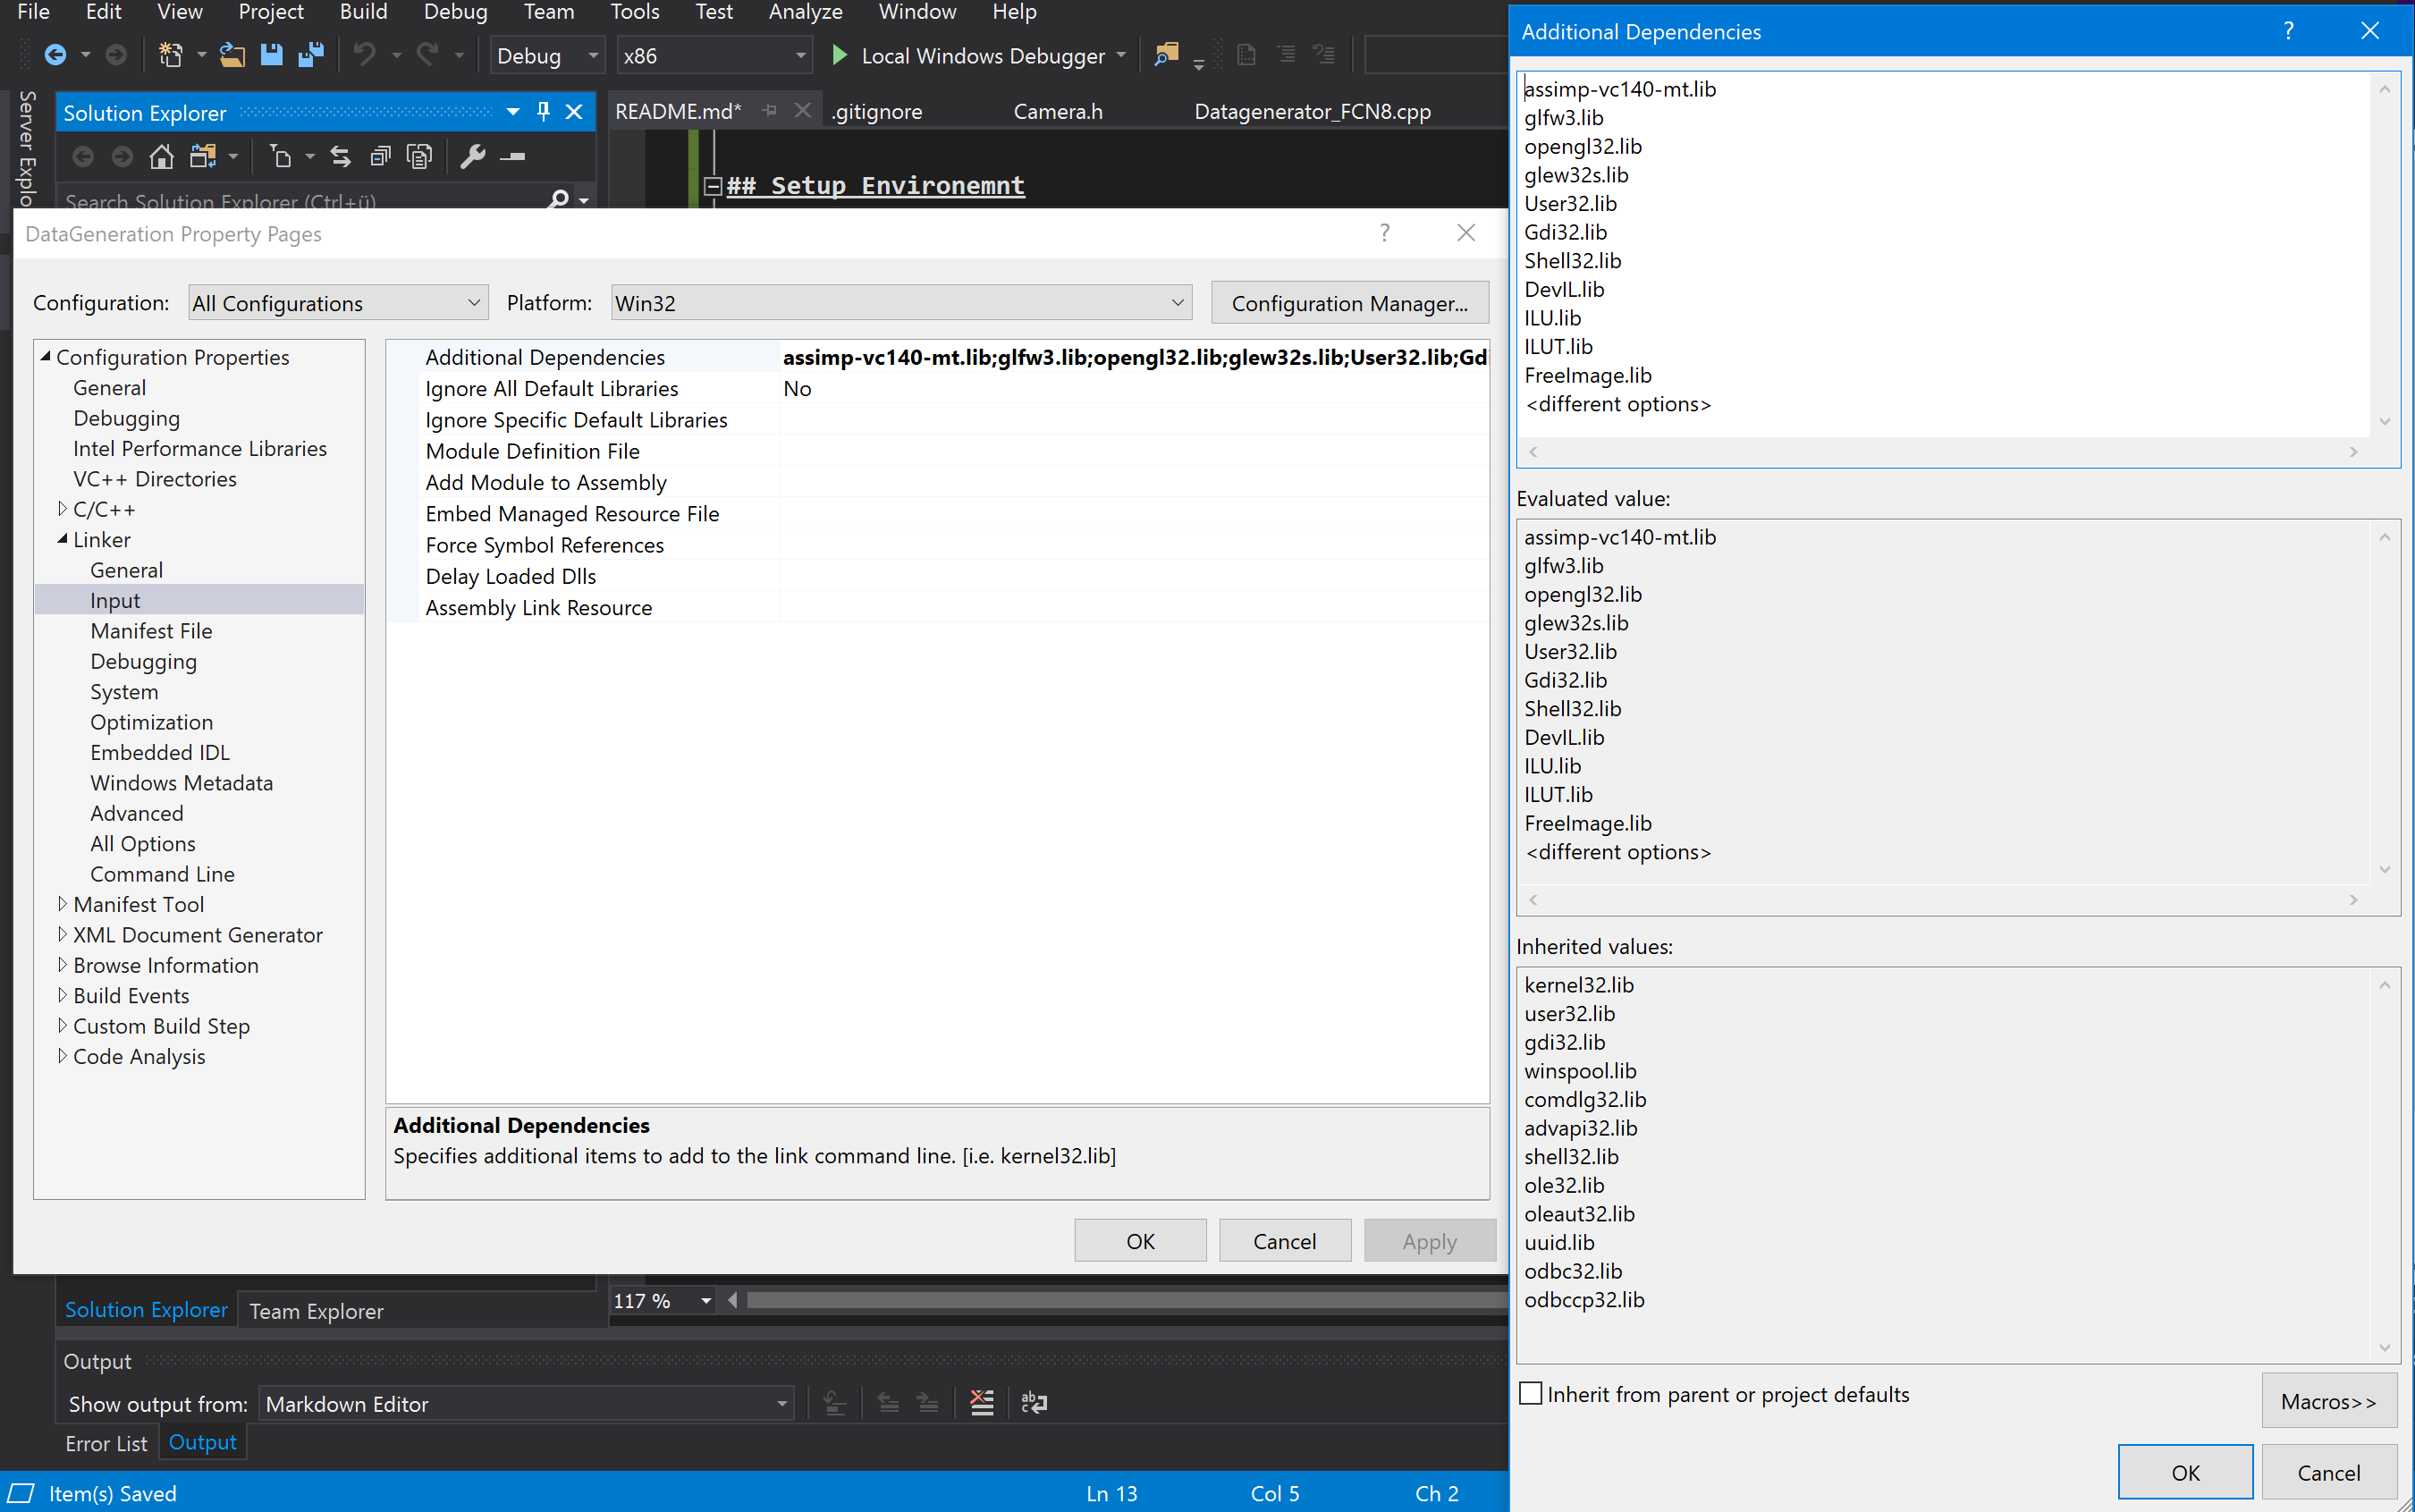 File Edit View Project Build Debug Team Tools Test Analyze Window Help
Debug x86 Local Windows Debugger
Server Explo
Solution Explorer
README.md* .gitignore Camera.h Datagenerator_FCN8.cpp
Search Solution Explorer (Ctrl+ü)
## Setup Environemnt
DataGeneration Property Pages ?
Configuration: All Configurations Platform: Win32 Configuration Manager...
Configuration Properties
General
Debugging
Intel Performance Libraries
VC++ Directories
C/C++
Linker
General
Input
Manifest File
Debugging
System
Optimization
Embedded IDL
Windows Metadata
Advanced
All Options
Command Line
Manifest Tool
XML Document Generator
Browse Information
Build Events
Custom Build Step
Code Analysis
Additional Dependencies assimp-vc140-mt.lib;glfw3.lib;opengl32.lib;glew32s.lib;User32.lib;Gdi
Ignore All Default Libraries No
Ignore Specific Default Libraries
Module Definition File
Add Module to Assembly
Embed Managed Resource File
Force Symbol References
Delay Loaded Dlls
Assembly Link Resource
Additional Dependencies
Specifies additional items to add to the link command line. [i.e. kernel32.lib]
OK Cancel Apply
Solution Explorer Team Explorer
117 %
Output
Show output from: Markdown Editor
Error List Output
Item(s) Saved Ln 13 Col 5 Ch 2
Additional Dependencies ?
assimp-vc140-mt.lib
glfw3.lib
opengl32.lib
glew32s.lib
User32.lib
Gdi32.lib
Shell32.lib
DevIL.lib
ILU.lib
ILUT.lib
FreeImage.lib
<different options>
Evaluated value:
assimp-vc140-mt.lib
glfw3.lib
opengl32.lib
glew32s.lib
User32.lib
Gdi32.lib
Shell32.lib
DevIL.lib
ILU.lib
ILUT.lib
FreeImage.lib
<different options>
Inherited values:
kernel32.lib
user32.lib
gdi32.lib
winspool.lib
comdlg32.lib
advapi32.lib
shell32.lib
ole32.lib
oleaut32.lib
uuid.lib
odbc32.lib
odbccp32.lib
Inherit from parent or project defaults
Macros>>
OK Cancel